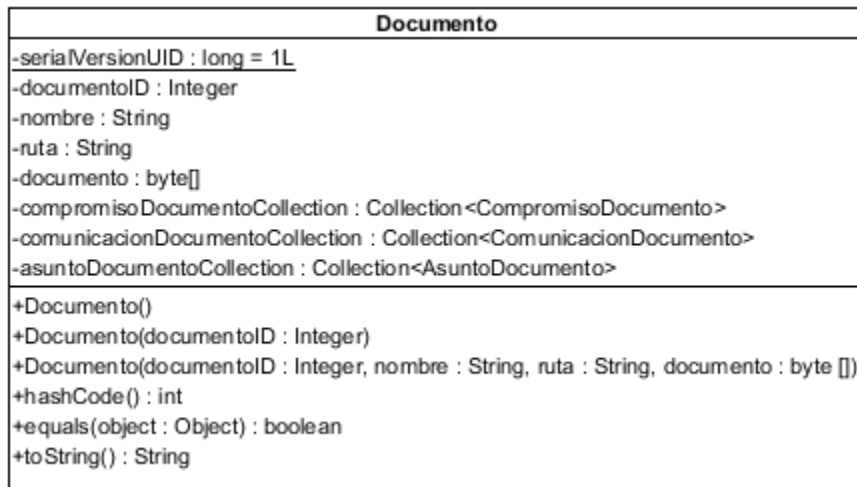 Documento
-serialVersionUID : long = 1L
-documentoID : Integer
-nombre : String
-ruta : String
-documento : byte[]
-compromisoDocumentoCollection : Collection<CompromisoDocumento>
-comunicacionDocumentoCollection : Collection<ComunicacionDocumento>
-asuntoDocumentoCollection : Collection<AsuntoDocumento>
+Documento()
+Documento(documentoID : Integer)
+Documento(documentoID : Integer, nombre : String, ruta : String, documento : byte [])
+hashCode() : int
+equals(object : Object) : boolean
+toString() : String